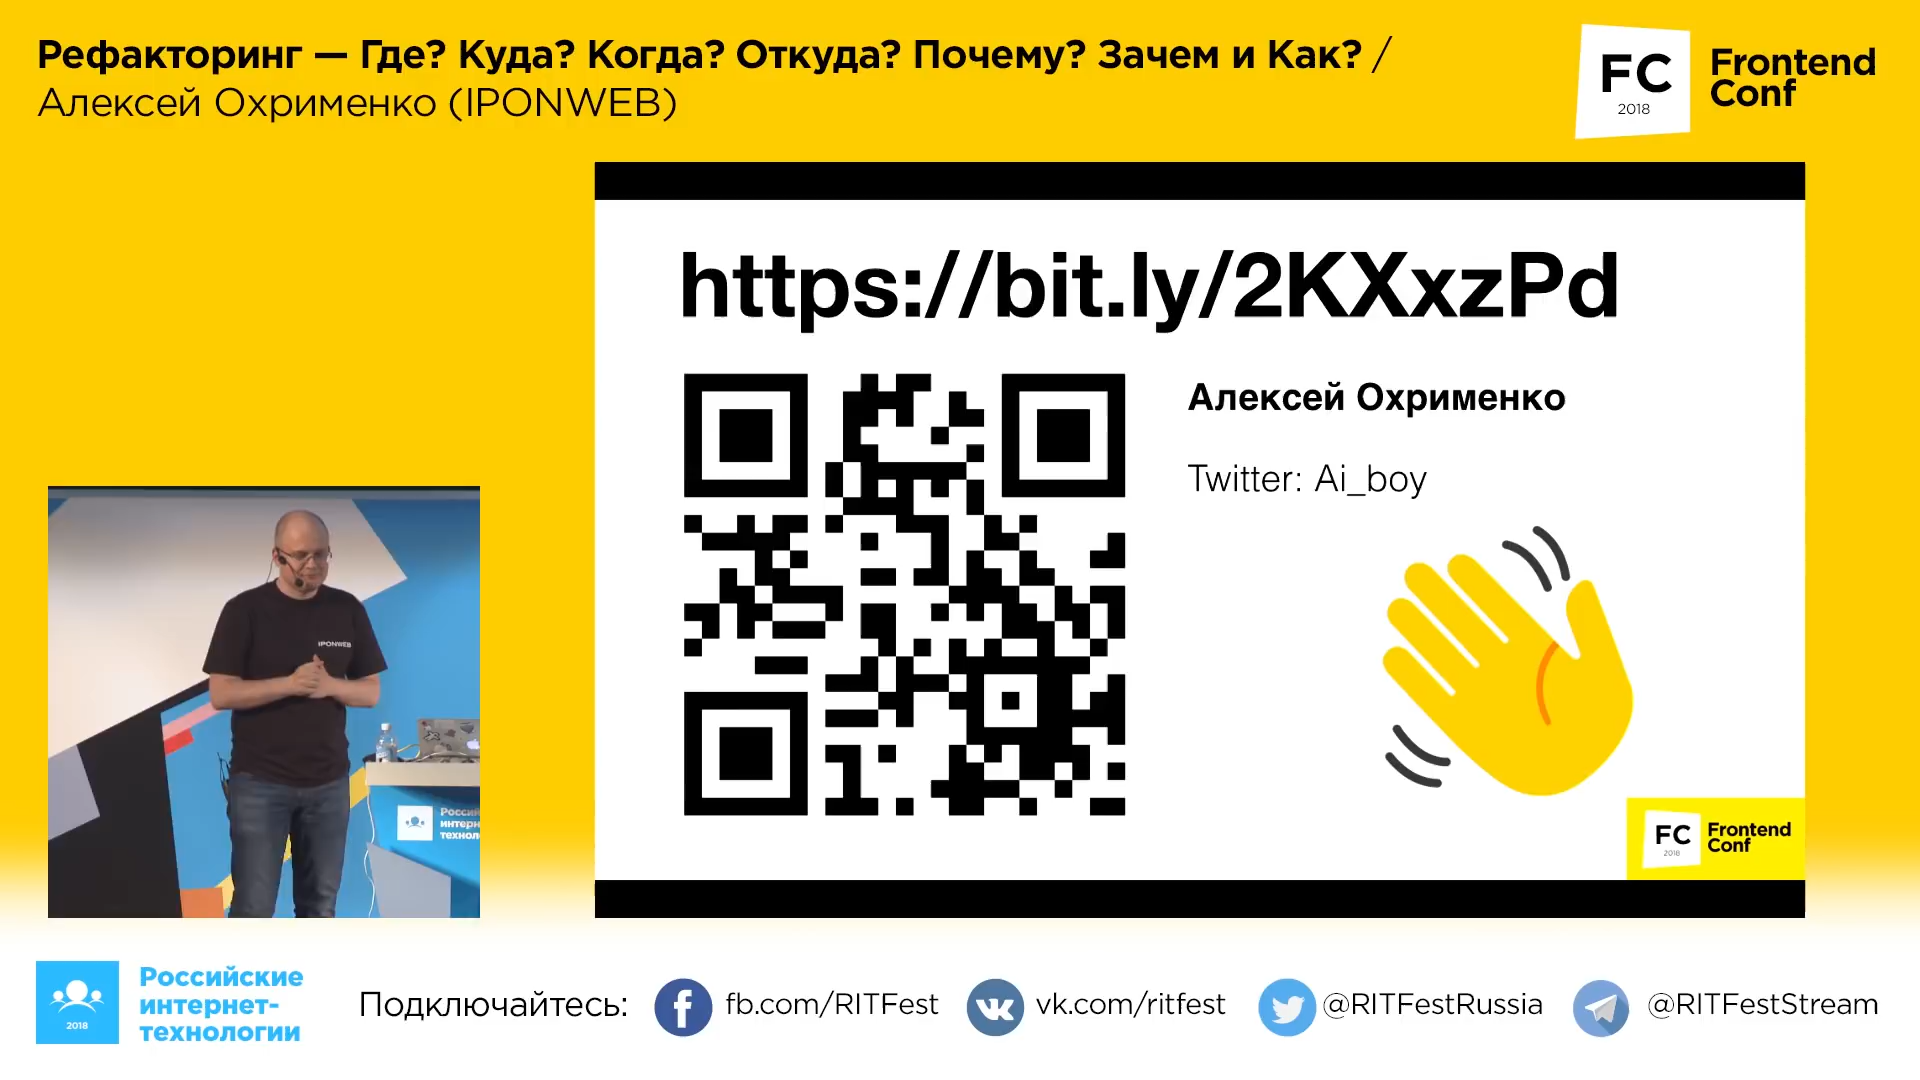 Рефакторинг — Где? Куда? Когда? Откуда? Почему? Зачем и Как? /
Алексей Охрименко (IPONWEB)
FC
2018
Frontend
Conf
https://bit.ly/2KXxzPd
Алексей Охрименко
Twitter: Ai_boy
IPONWEB
FC
2018
Frontend
Conf
2018
Российские
интернет-
технологии
Подключайтесь:
fb.com/RITFest
vk.com/ritfest
@RITFestRussia
@RITFestStream